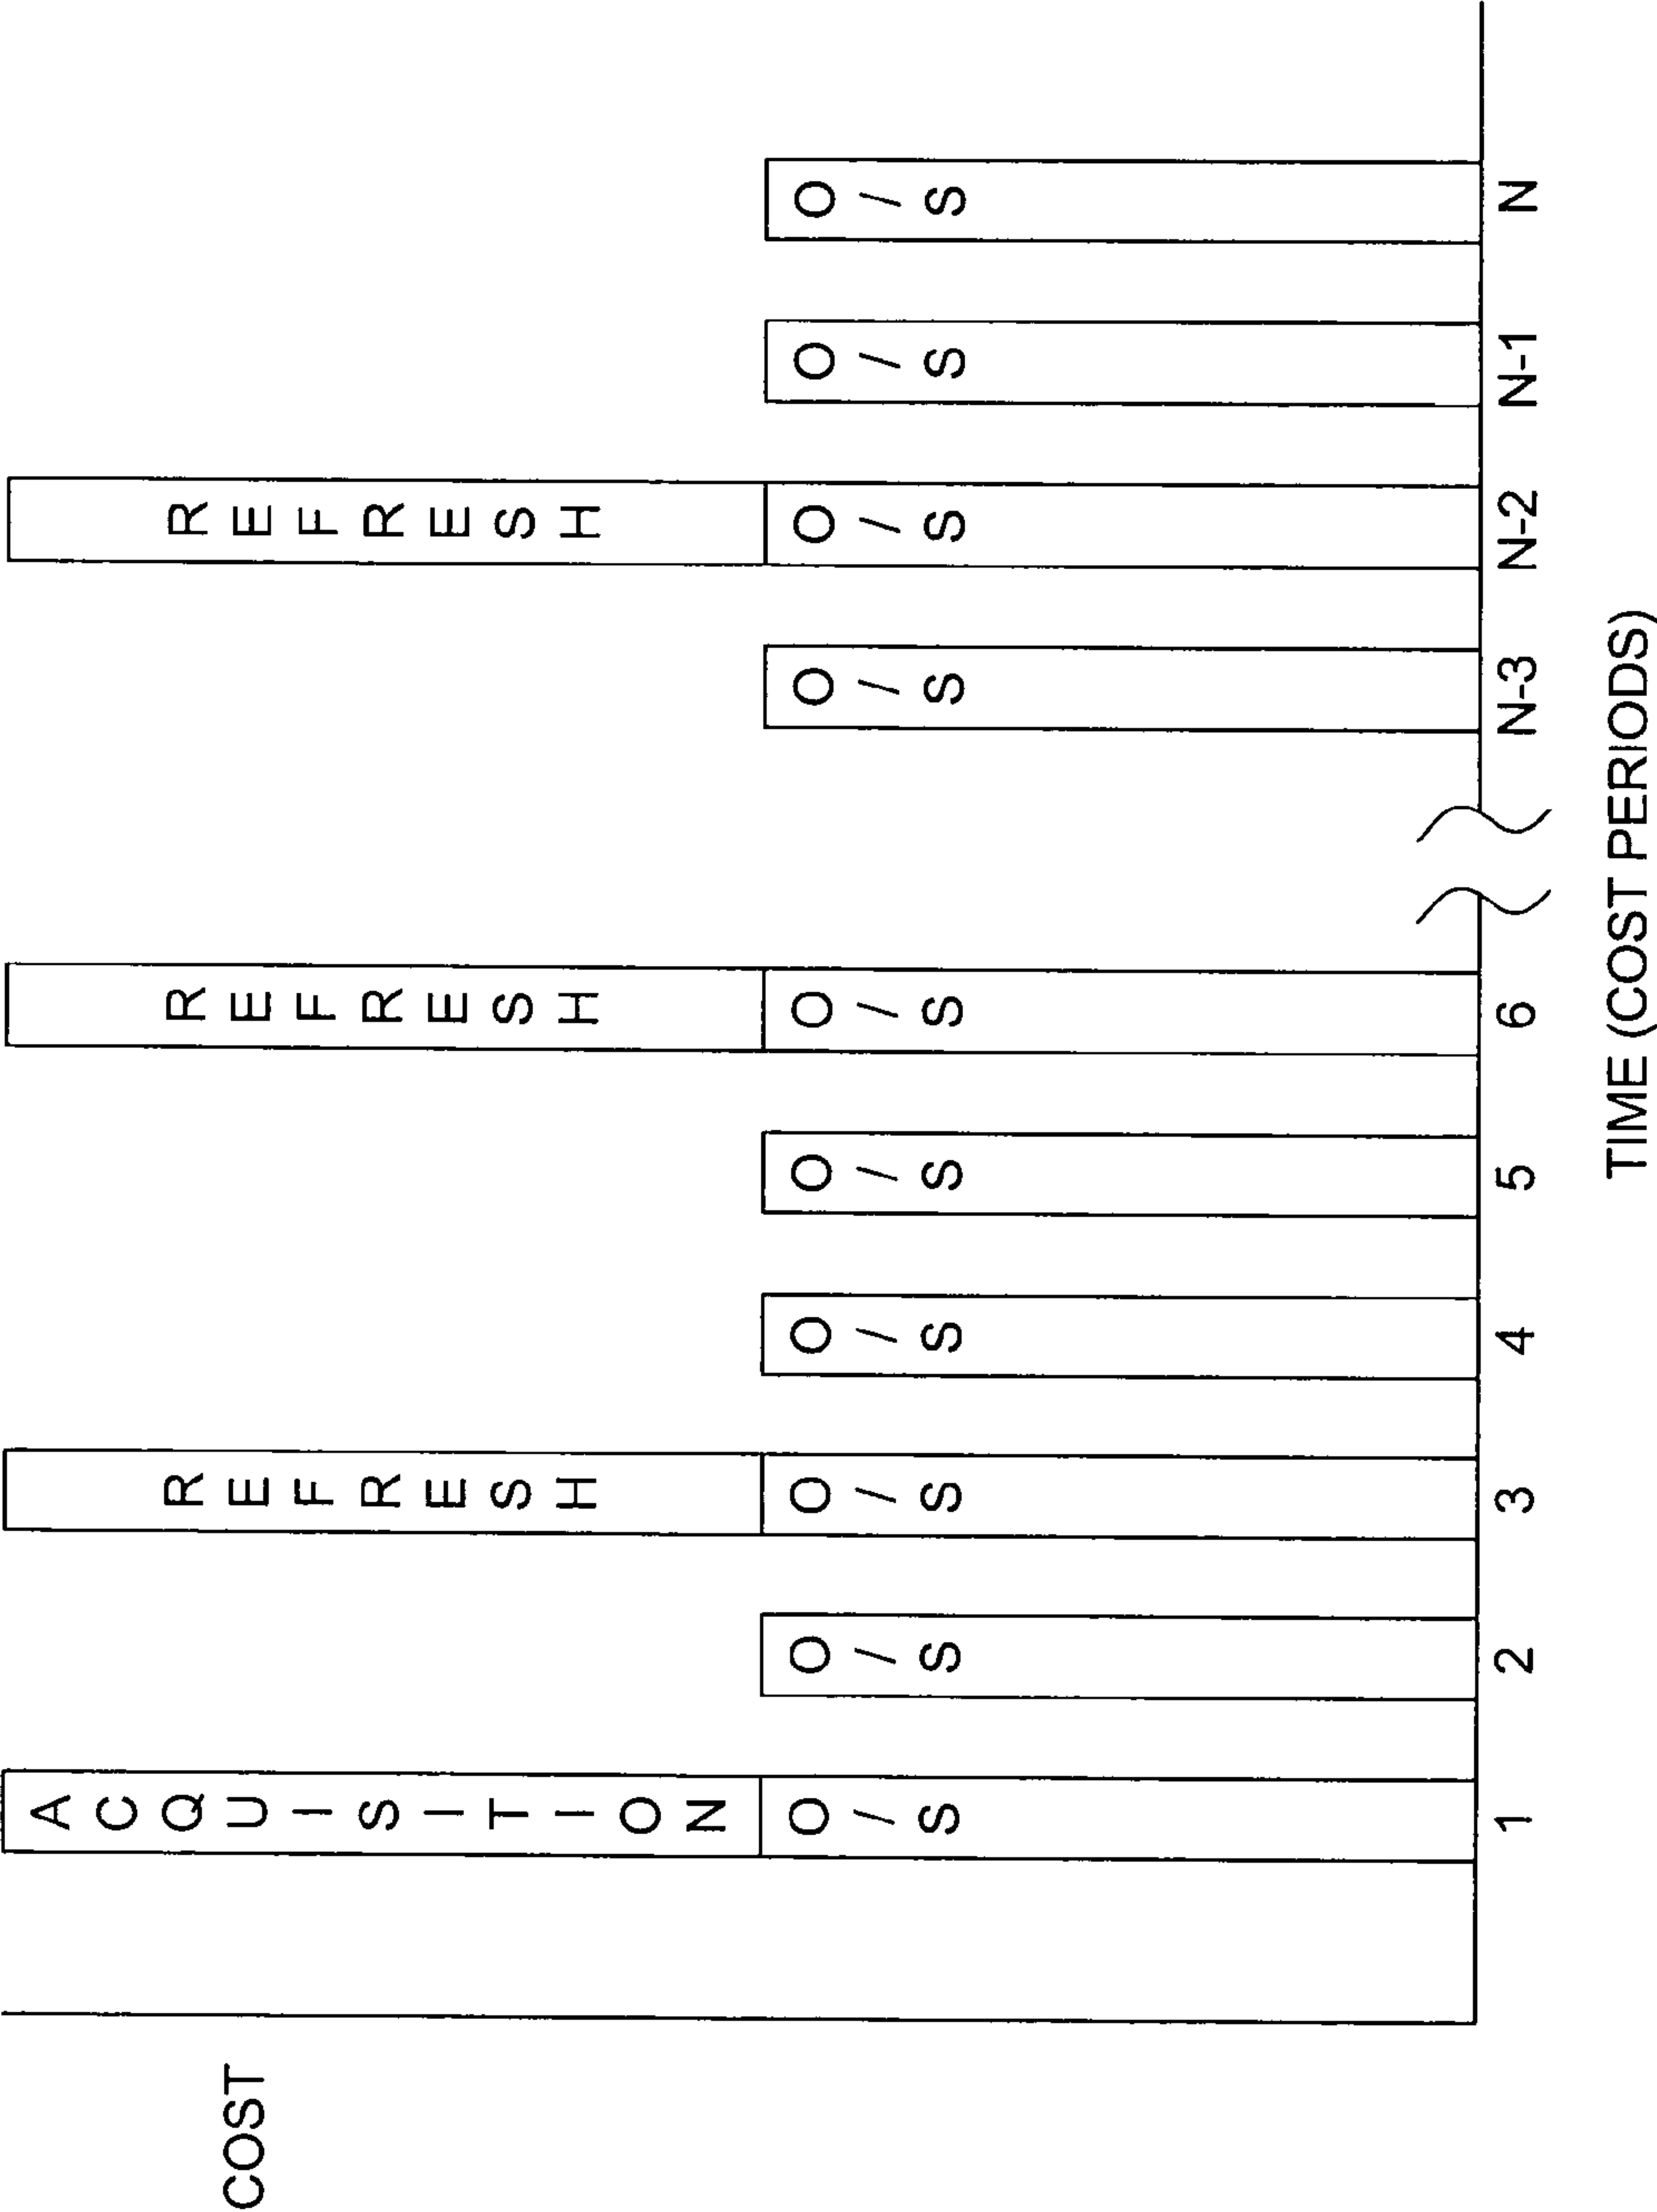 COST
ACQUISITION
O/S
O/S
REFRESH
O/S
O/S
O/S
REFRESH
O/S
O/S
REFRESH
O/S
O/S
O/S
1 2 3 4 5 6 N-3 N-2 N-1 N
TIME (COST PERIODS)